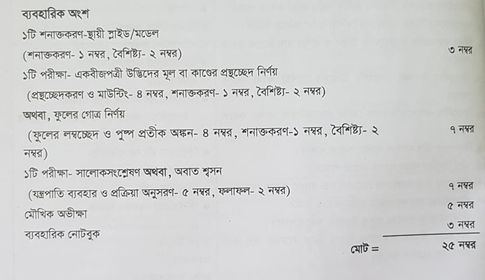 ব্যবহারিক অংশ
১টি শনাক্তকরণ-স্থায়ী স্লাইড/মডেল
(শনাক্তকরণ- ১ নম্বর, বৈশিষ্ট্য- ২ নম্বর) ৩ নম্বর
১টি পরীক্ষা- একবীজপত্রী উদ্ভিদের মূল বা কাণ্ডের প্রস্থচ্ছেদ নির্ণয়
(প্রস্থচ্ছেদকরণ ও মাউন্টিং- ৪ নম্বর, শনাক্তকরণ- ১ নম্বর, বৈশিষ্ট্য- ২ নম্বর)
অথবা, ফুলের গোত্র নির্ণয়
(ফুলের লম্বচ্ছেদ ও পুষ্প প্রতীক অঙ্কন- ৪ নম্বর, শনাক্তকরণ-১ নম্বর, বৈশিষ্ট্য- ২ ৭ নম্বর
নম্বর)
১টি পরীক্ষা- সালোকসংশ্লেষণ অথবা, অবাত শ্বসন
(যন্ত্রপাতি ব্যবহার ও প্রক্রিয়া অনুসরণ- ৫ নম্বর, ফলাফল- ২ নম্বর) ৭ নম্বর
মৌখিক অভীক্ষা ৫ নম্বর
ব্যবহারিক নোটবুক ৩ নম্বর
মোট = ২৫ নম্বর